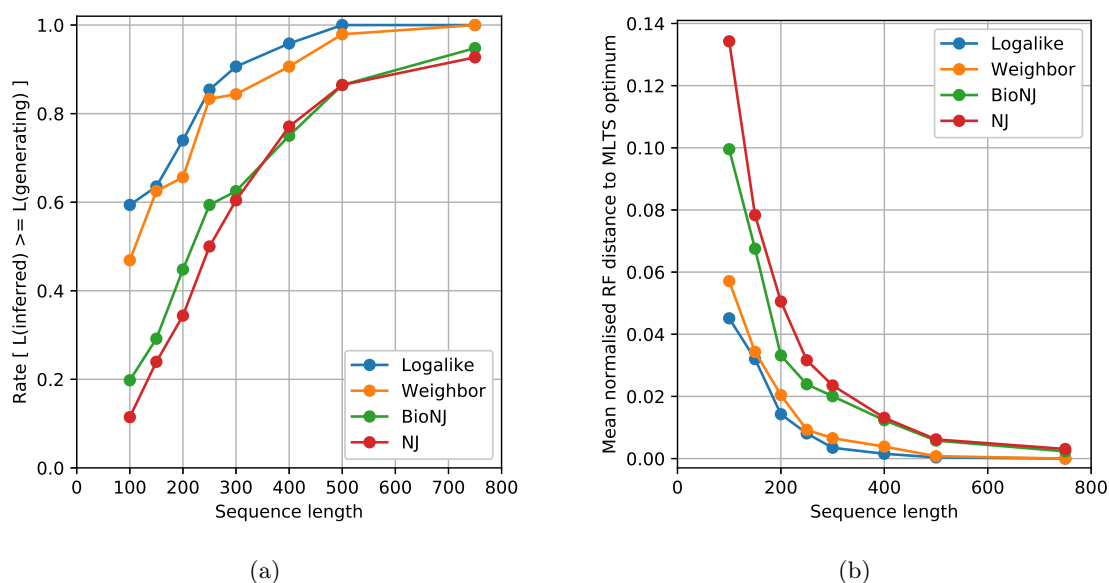 Rate [ L(inferred) >= L(generating) ]
1.0
0.8
0.6
0.4
0.2
0.0
Logalike
Weighbor
BioNJ
NJ
0 100 200 300 400 500 600 700 800
Sequence length
(a)
Mean normalised RF distance to MLTS optimum
0.14
0.12
0.10
0.08
0.06
0.04
0.02
0.00
Logalike
Weighbor
BioNJ
NJ
0 200 400 600 800
Sequence length
(b)